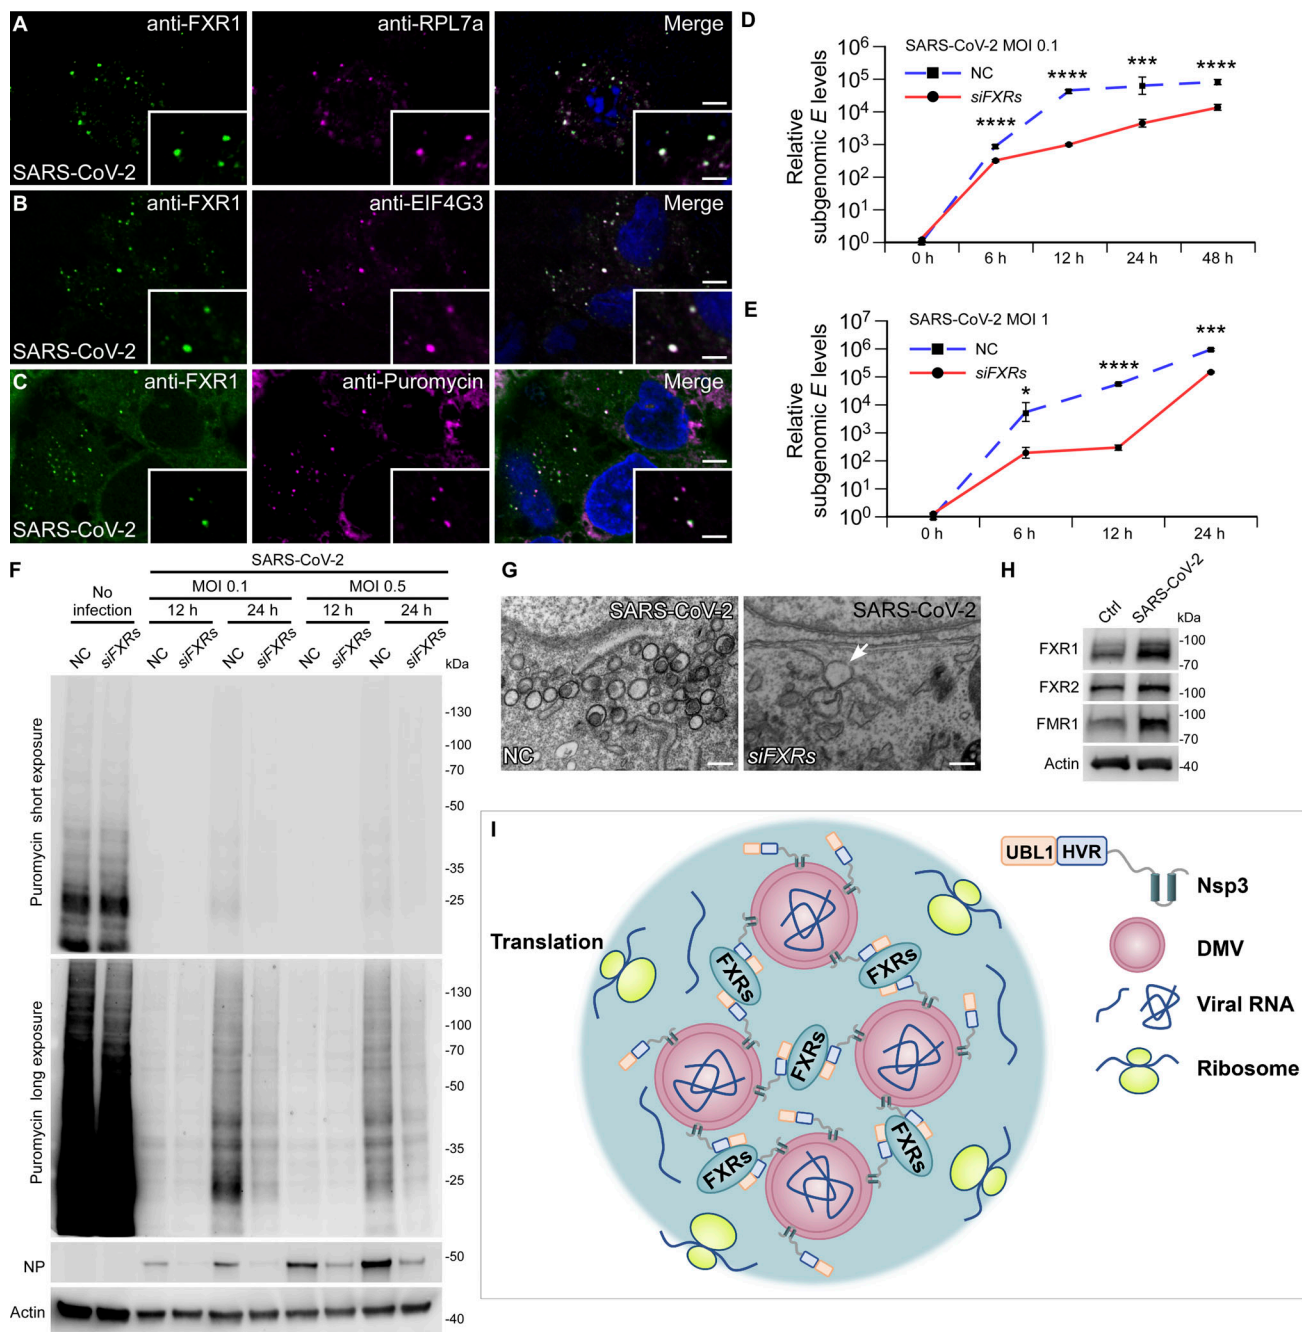 A
anti-FXR1
anti-RPL7a
Merge
SARS-CoV-2
B
anti-FXR1
anti-EIF4G3
Merge
SARS-CoV-2
C
anti-FXR1
anti-Puromycin
Merge
SARS-CoV-2
D
SARS-CoV-2 MOI 0.1
NC
siFXRs
Relative
subgenomic E levels
10⁶
10⁵
10⁴
10³
10²
10¹
10⁰
****
****
***
****
0 h
6 h
12 h
24 h
48 h
E
SARS-CoV-2 MOI 1
NC
siFXRs
Relative
subgenomic E levels
10⁷
10⁶
10⁵
10⁴
10³
10²
10¹
10⁰
*
****
***
0 h
6 h
12 h
24 h
F
SARS-CoV-2
No
infection
MOI 0.1
MOI 0.5
12 h
24 h
12 h
24 h
NC
siFXRs
NC
siFXRs
NC
siFXRs
NC
siFXRs
NC
siFXRs
kDa
Puromycin short exposure
-130
-100
-70
-50
-35
-25
Puromycin long exposure
-130
-100
-70
-50
-35
-25
NP
-50
Actin
-40
G
SARS-CoV-2
NC
SARS-CoV-2
siFXRs
H
Ctrl
SARS-CoV-2
kDa
FXR1
-100
-70
FXR2
-100
FMR1
-100
-70
Actin
-40
I
Translation
FXRs
FXRs
FXRs
FXRs
FXRs
UBL1
HVR
Nsp3
DMV
Viral RNA
Ribosome